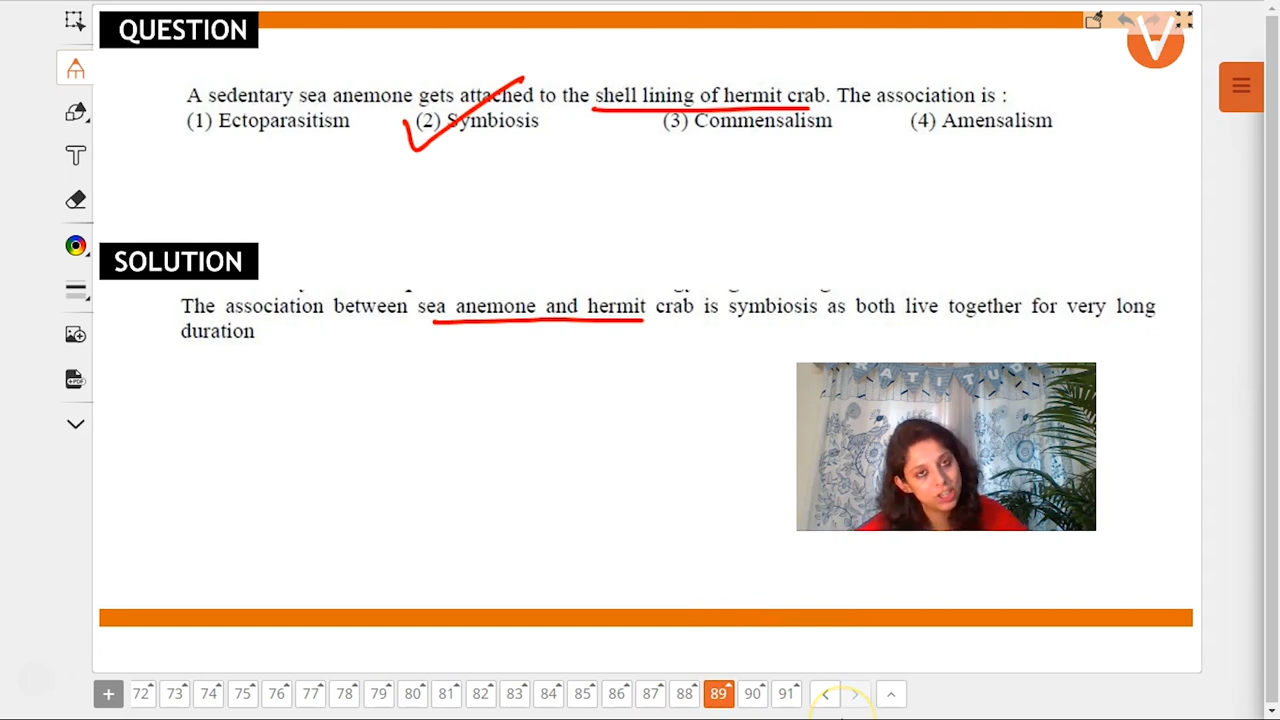 QUESTION
A sedentary sea anemone gets attached to the shell lining of hermit crab. The association is :
(1) Ectoparasitism (2) Symbiosis (3) Commensalism (4) Amensalism
SOLUTION
The association between sea anemone and hermit crab is symbiosis as both live together for very long
duration
RATITUD
+ 72 73 74 75 76 77 78 79 80 81 82 83 84 85 86 87 88 89 90 91